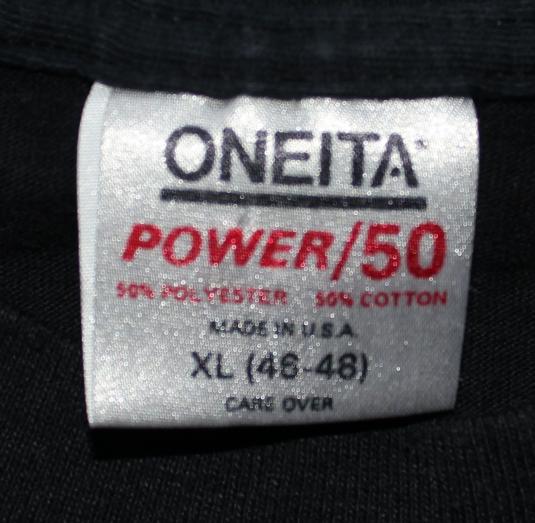 ONEITA
POWER/50
50% POLYESTER 50% COTTON
MADE IN U.S.A.
XL (46-48)
CARE OVER